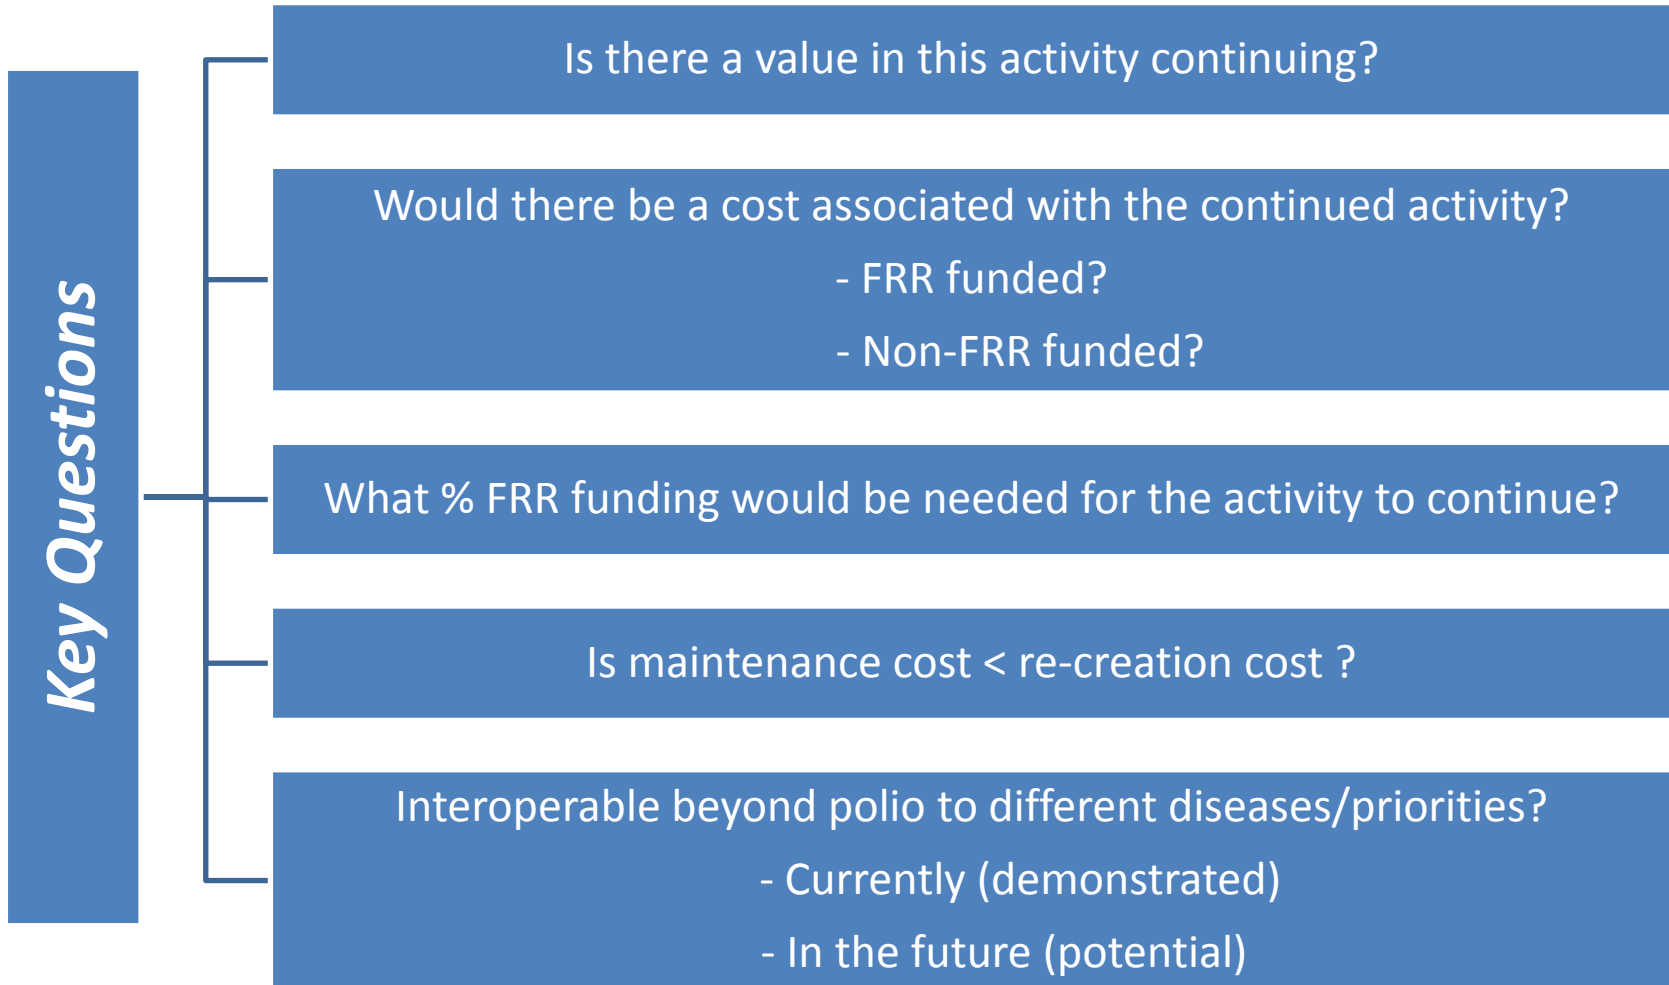 Key Questions
Is there a value in this activity continuing?
Would there be a cost associated with the continued activity?
- FRR funded?
- Non-FRR funded?
What % FRR funding would be needed for the activity to continue?
Is maintenance cost < re-creation cost ?
Interoperable beyond polio to different diseases/priorities?
- Currently (demonstrated)
- In the future (potential)